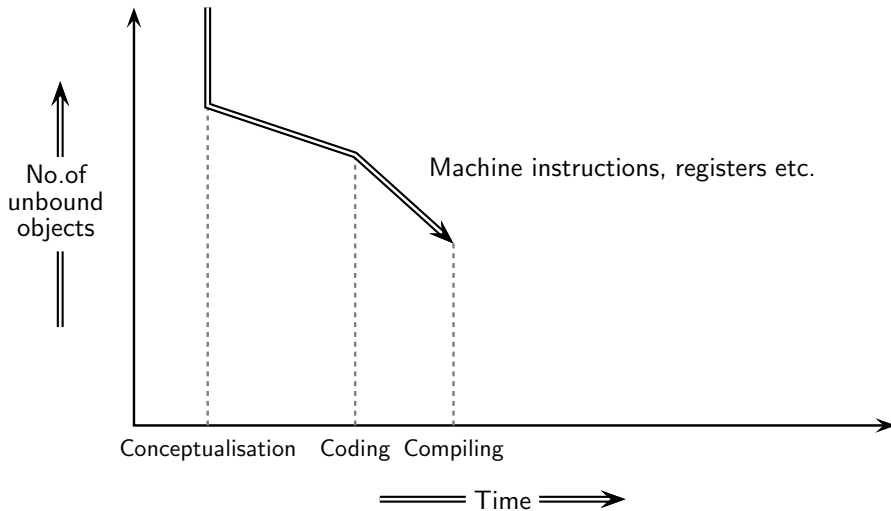 Machine instructions, registers etc.
No.of
unbound
objects
Conceptualisation
Coding
Compiling
Time